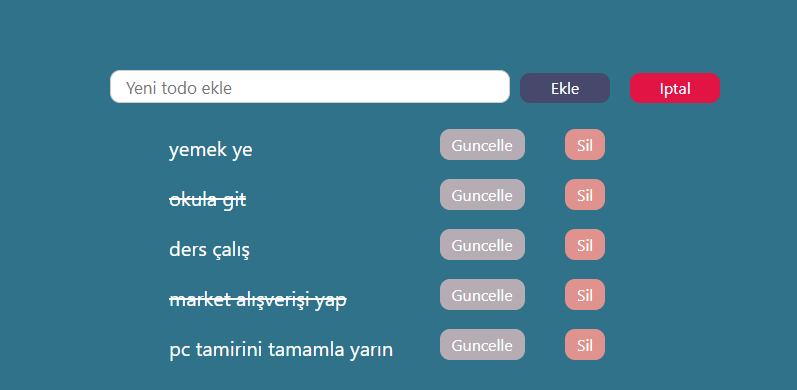 Yeni todo ekle Ekle Iptal
yemek ye Guncelle Sil
okula git Guncelle Sil
ders çalış Guncelle Sil
market alışverişi yap Guncelle Sil
pc tamirini tamamla yarın Guncelle Sil